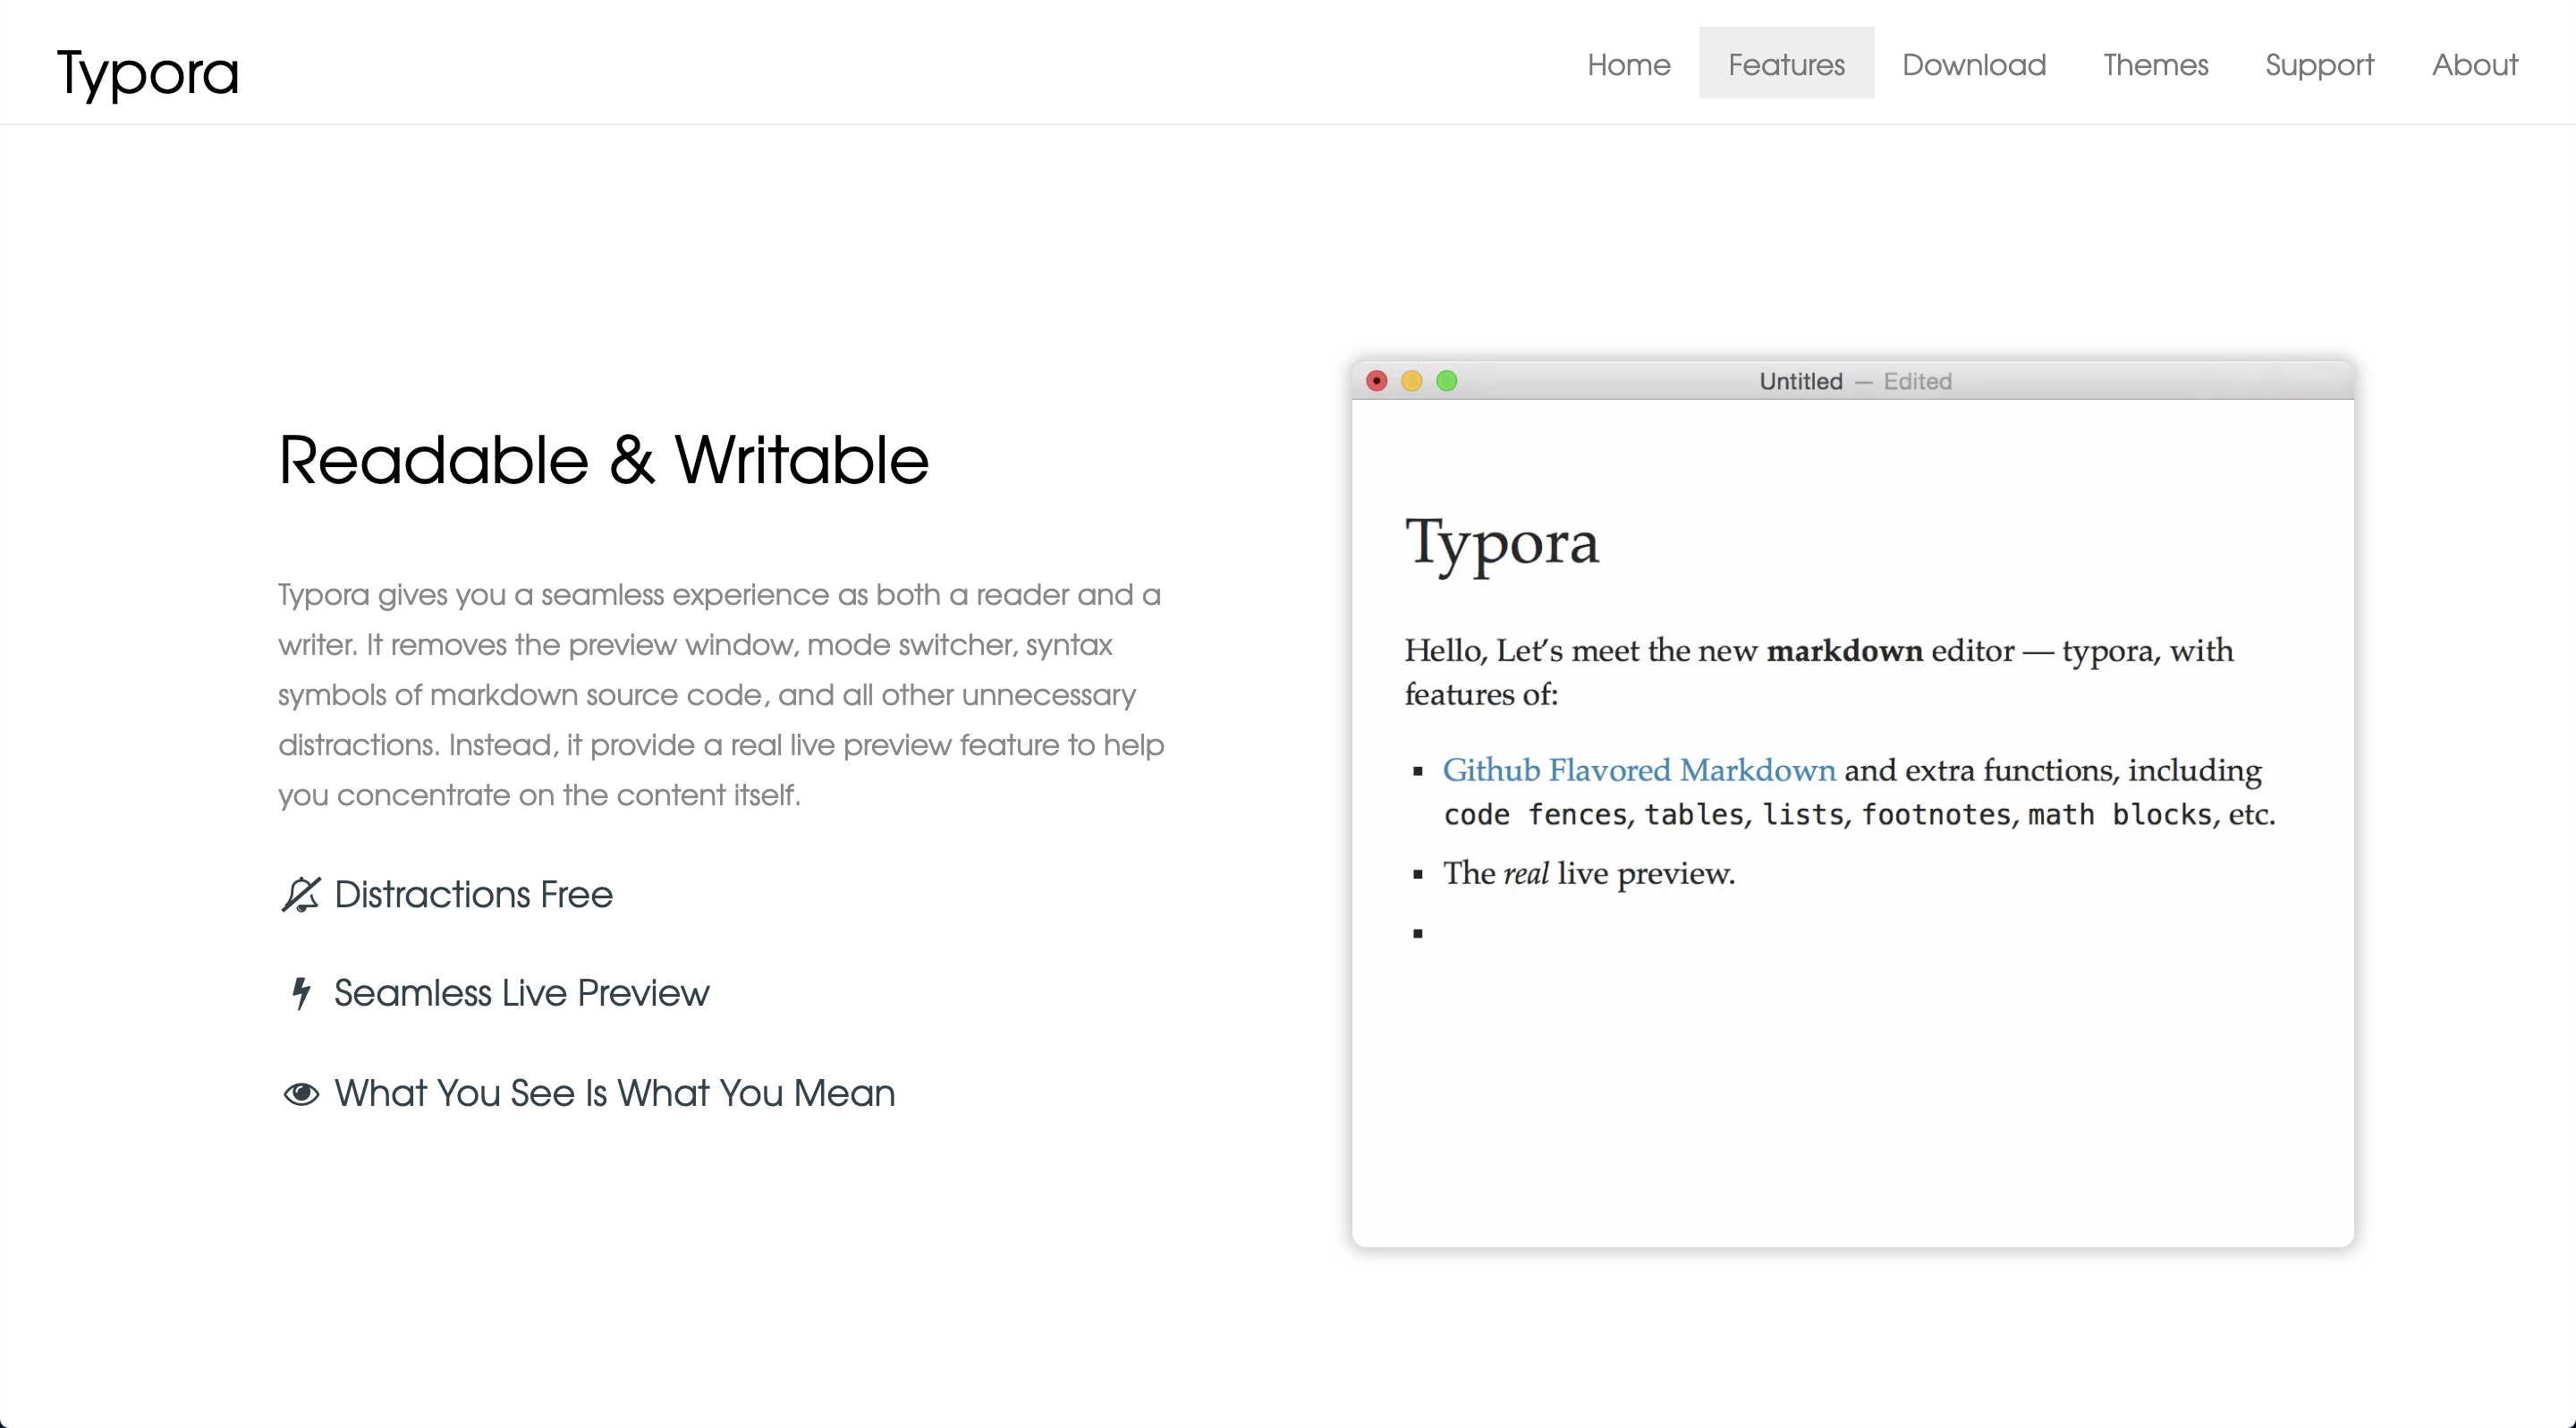 Typora
Home Features Download Themes Support About
Readable & Writable
Typora gives you a seamless experience as both a reader and a
writer. It removes the preview window, mode switcher, syntax
symbols of markdown source code, and all other unnecessary
distractions. Instead, it provide a real live preview feature to help
you concentrate on the content itself.
Distractions Free
Seamless Live Preview
What You See Is What You Mean
Untitled — Edited
Typora
Hello, Let’s meet the new markdown editor — typora, with
features of:
▪ Github Flavored Markdown and extra functions, including
code fences, tables, lists, footnotes, math blocks, etc.
▪ The real live preview.
▪